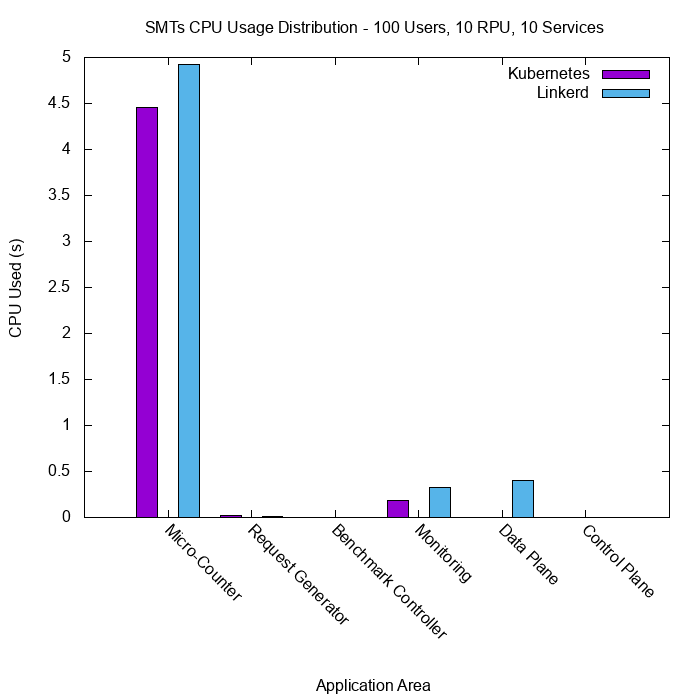 SMTs CPU Usage Distribution - 100 Users, 10 RPU, 10 Services
Kubernetes
Linkerd
CPU Used (s)
5
4.5
4
3.5
3
2.5
2
1.5
1
0.5
0
Micro-Counter
Request Generator
Benchmark Controller
Monitoring
Data Plane
Control Plane
Application Area